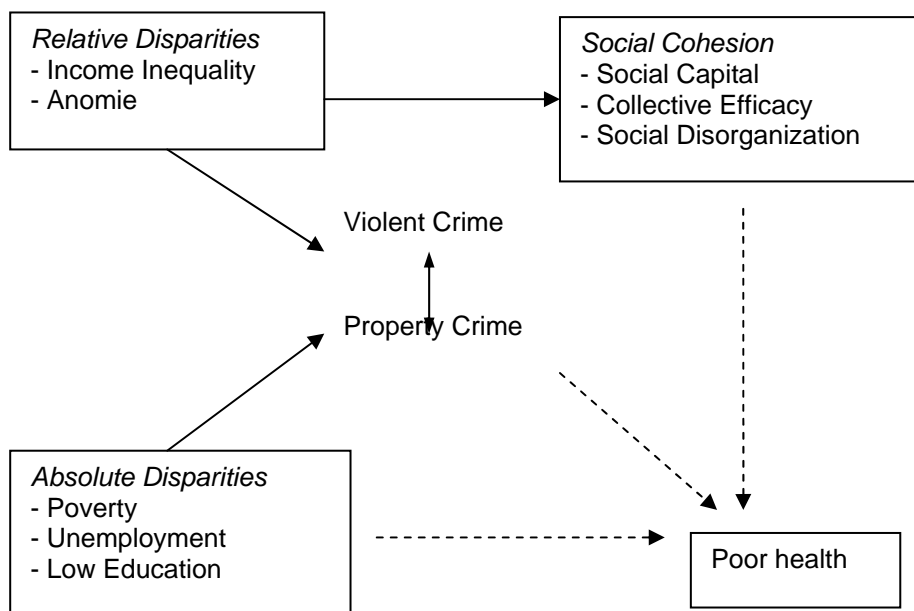 Relative Disparities
- Income Inequality
- Anomie
Social Cohesion
- Social Capital
- Collective Efficacy
- Social Disorganization
Violent Crime
Property Crime
Absolute Disparities
- Poverty
- Unemployment
- Low Education
Poor health